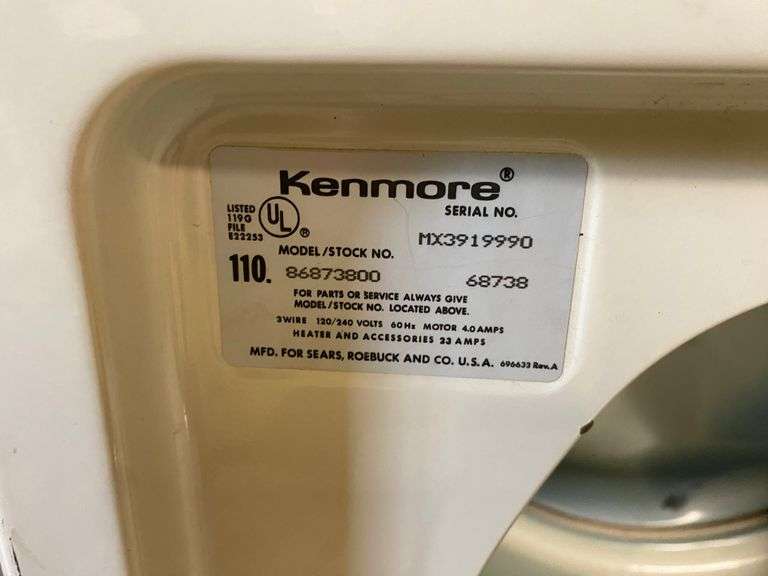 Kenmore®
LISTED
119G
FILE
E22253
UL®
SERIAL NO.
MX3919990
MODEL/STOCK NO.
110. 86873800 68738
FOR PARTS OR SERVICE ALWAYS GIVE
MODEL/STOCK NO. LOCATED ABOVE.
3WIRE 120/240 VOLTS 60Hz MOTOR 4.0 AMPS
HEATER AND ACCESSORIES 23 AMPS
MFD. FOR SEARS, ROEBUCK AND CO. U.S.A. 696633 Rev.A